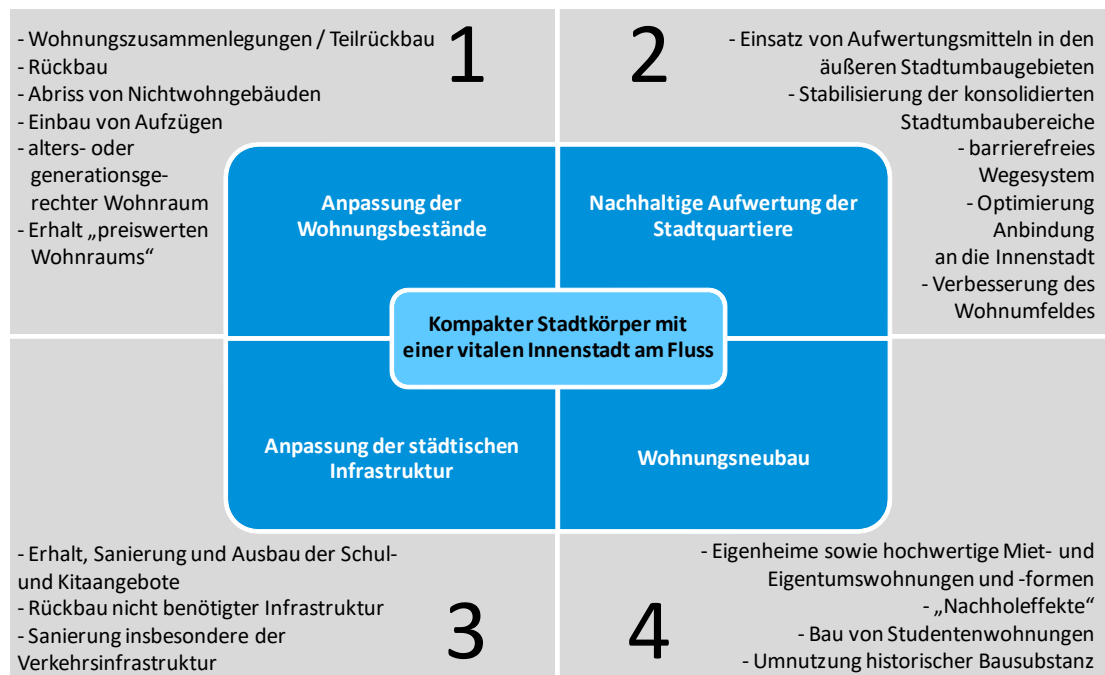 - Wohnungszusammenlegungen / Teilrückbau
- Rückbau
- Abriss von Nichtwohngebäuden
- Einbau von Aufzügen
- alters- oder
generationsge-
rechter Wohnraum
- Erhalt „preiswerten
Wohnraums“
1
2
- Einsatz von Aufwertungsmitteln in den
äußeren Stadtumbaugebieten
- Stabilisierung der konsolidierten
Stadtumbaubereiche
- barrierefreies
Wegesystem
- Optimierung
Anbindung
an die Innenstadt
- Verbesserung des
Wohnumfeldes
Anpassung der
Wohnungsbestände
Nachhaltige Aufwertung der
Stadtquartiere
Kompakter Stadtkörper mit
einer vitalen Innenstadt am Fluss
Anpassung der städtischen
Infrastruktur
Wohnungsneubau
- Erhalt, Sanierung und Ausbau der Schul-
und Kitaangebote
- Rückbau nicht benötigter Infrastruktur
- Sanierung insbesondere der
Verkehrsinfrastruktur
3
4
- Eigenheime sowie hochwertige Miet- und
Eigentumswohnungen und -formen
- „Nachholeffekte“
- Bau von Studentenwohnungen
- Umnutzung historischer Bausubstanz